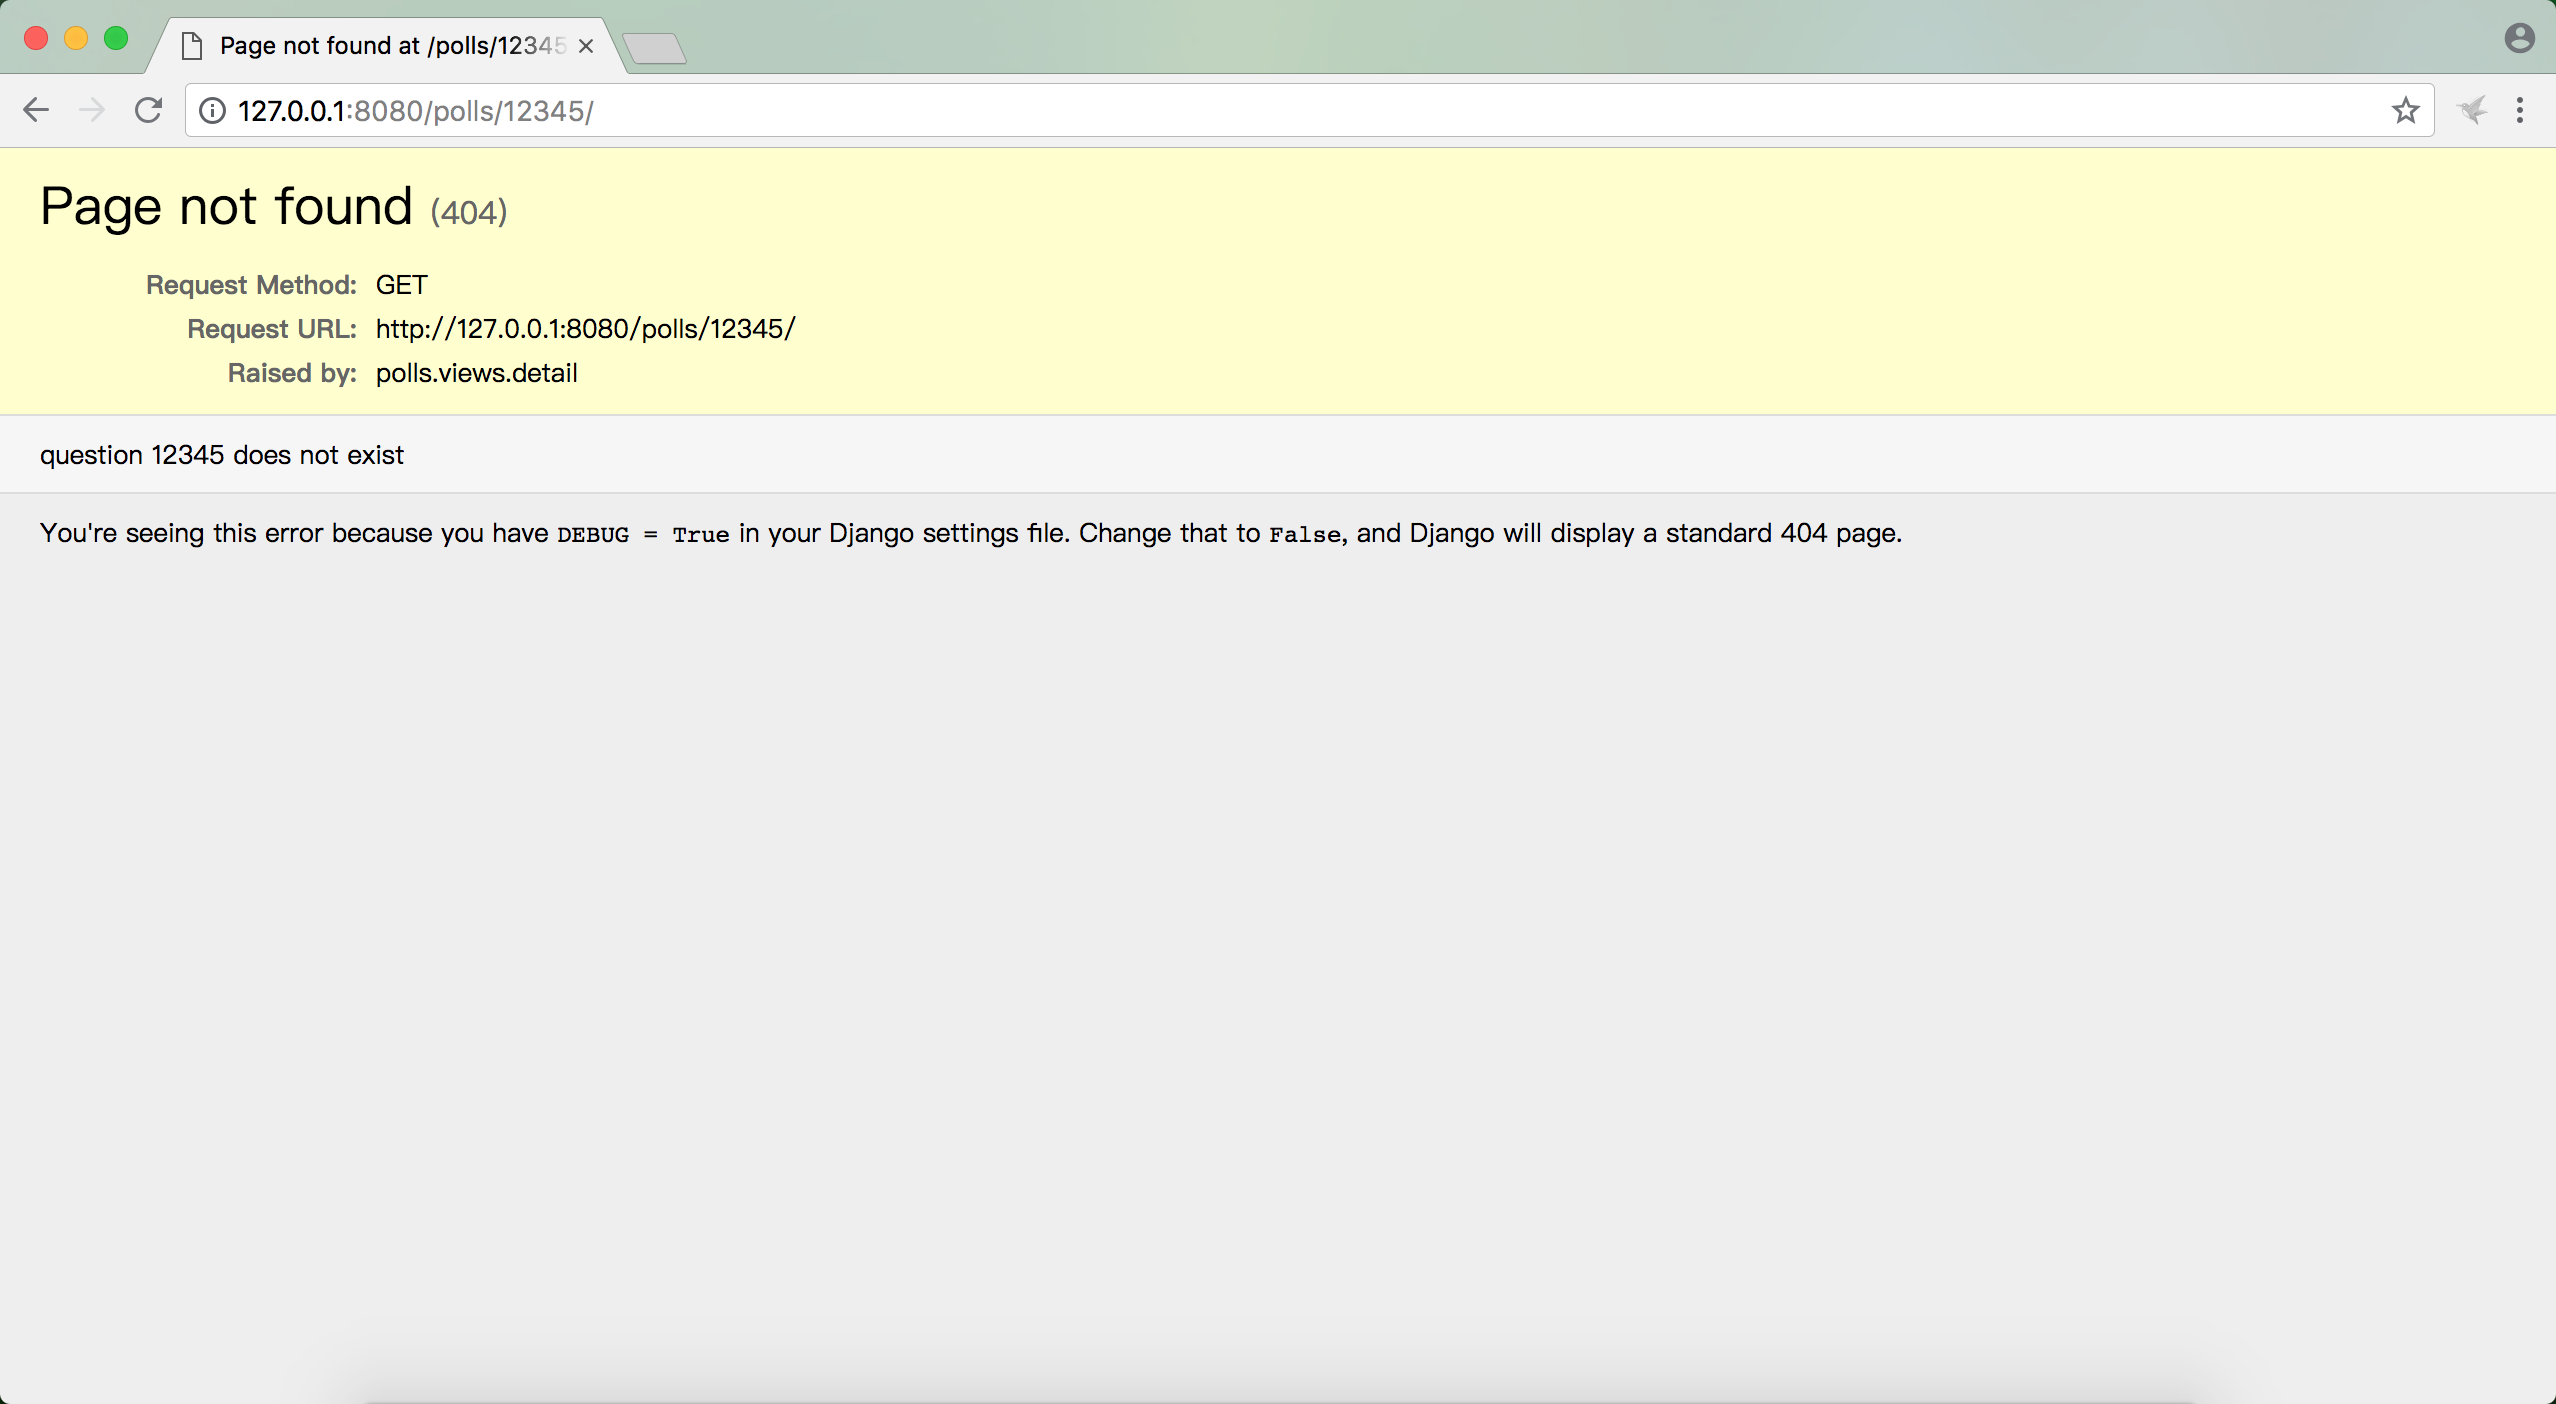 Page not found at /polls/12345
127.0.0.1:8080/polls/12345/
Page not found (404)
Request Method: GET
Request URL: http://127.0.0.1:8080/polls/12345/
Raised by: polls.views.detail
question 12345 does not exist
You're seeing this error because you have DEBUG = True in your Django settings file. Change that to False, and Django will display a standard 404 page.